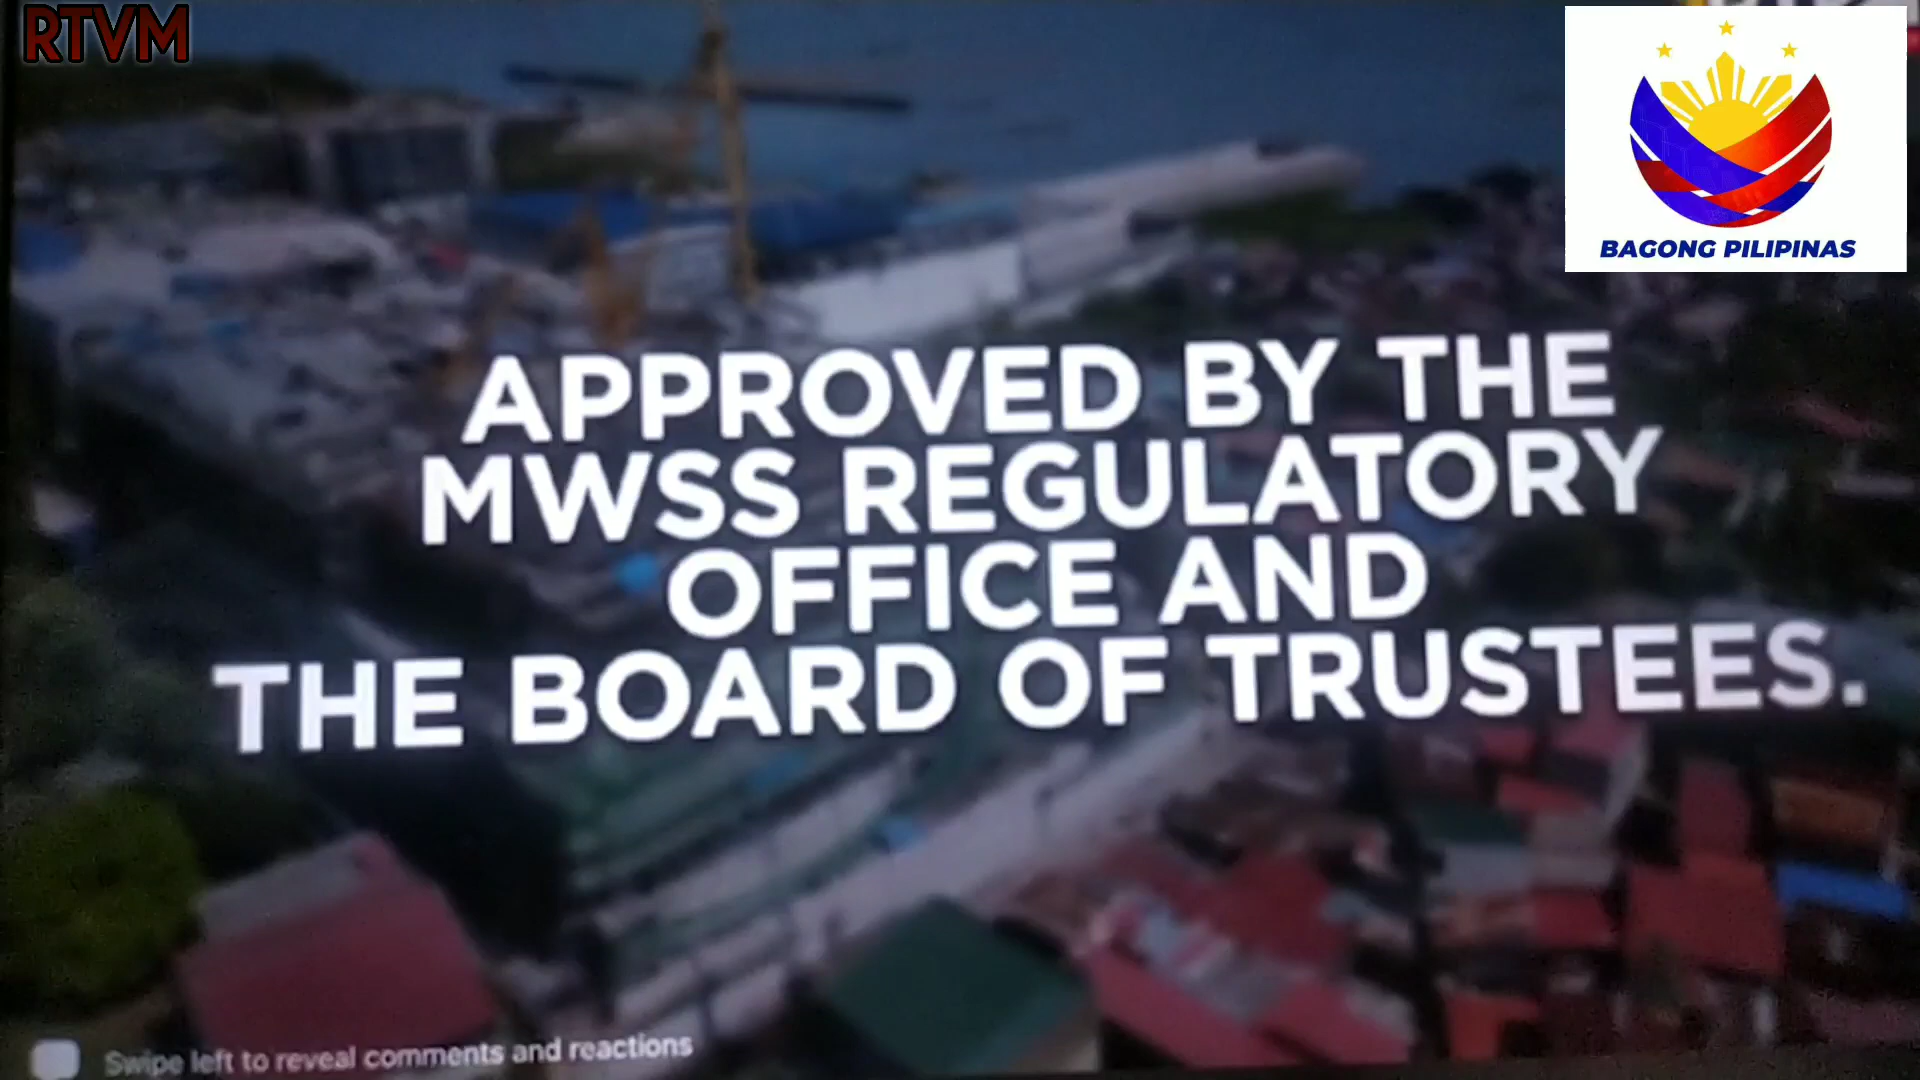 RTVM
BAGONG PILIPINAS
APPROVED BY THE
MWSS REGULATORY
OFFICE AND
THE BOARD OF TRUSTEES.
Swipe left to reveal comments and reactions